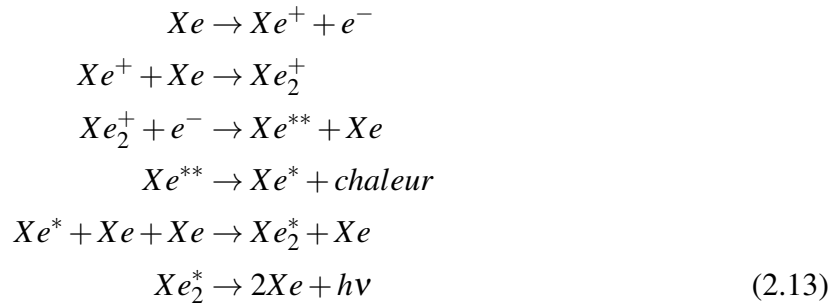 Xe → Xe⁺ + e⁻
Xe⁺ + Xe → Xe₂⁺
Xe₂⁺ + e⁻ → Xe** + Xe
Xe** → Xe* + chaleur
Xe* + Xe + Xe → Xe₂* + Xe
Xe₂* → 2Xe + hν (2.13)